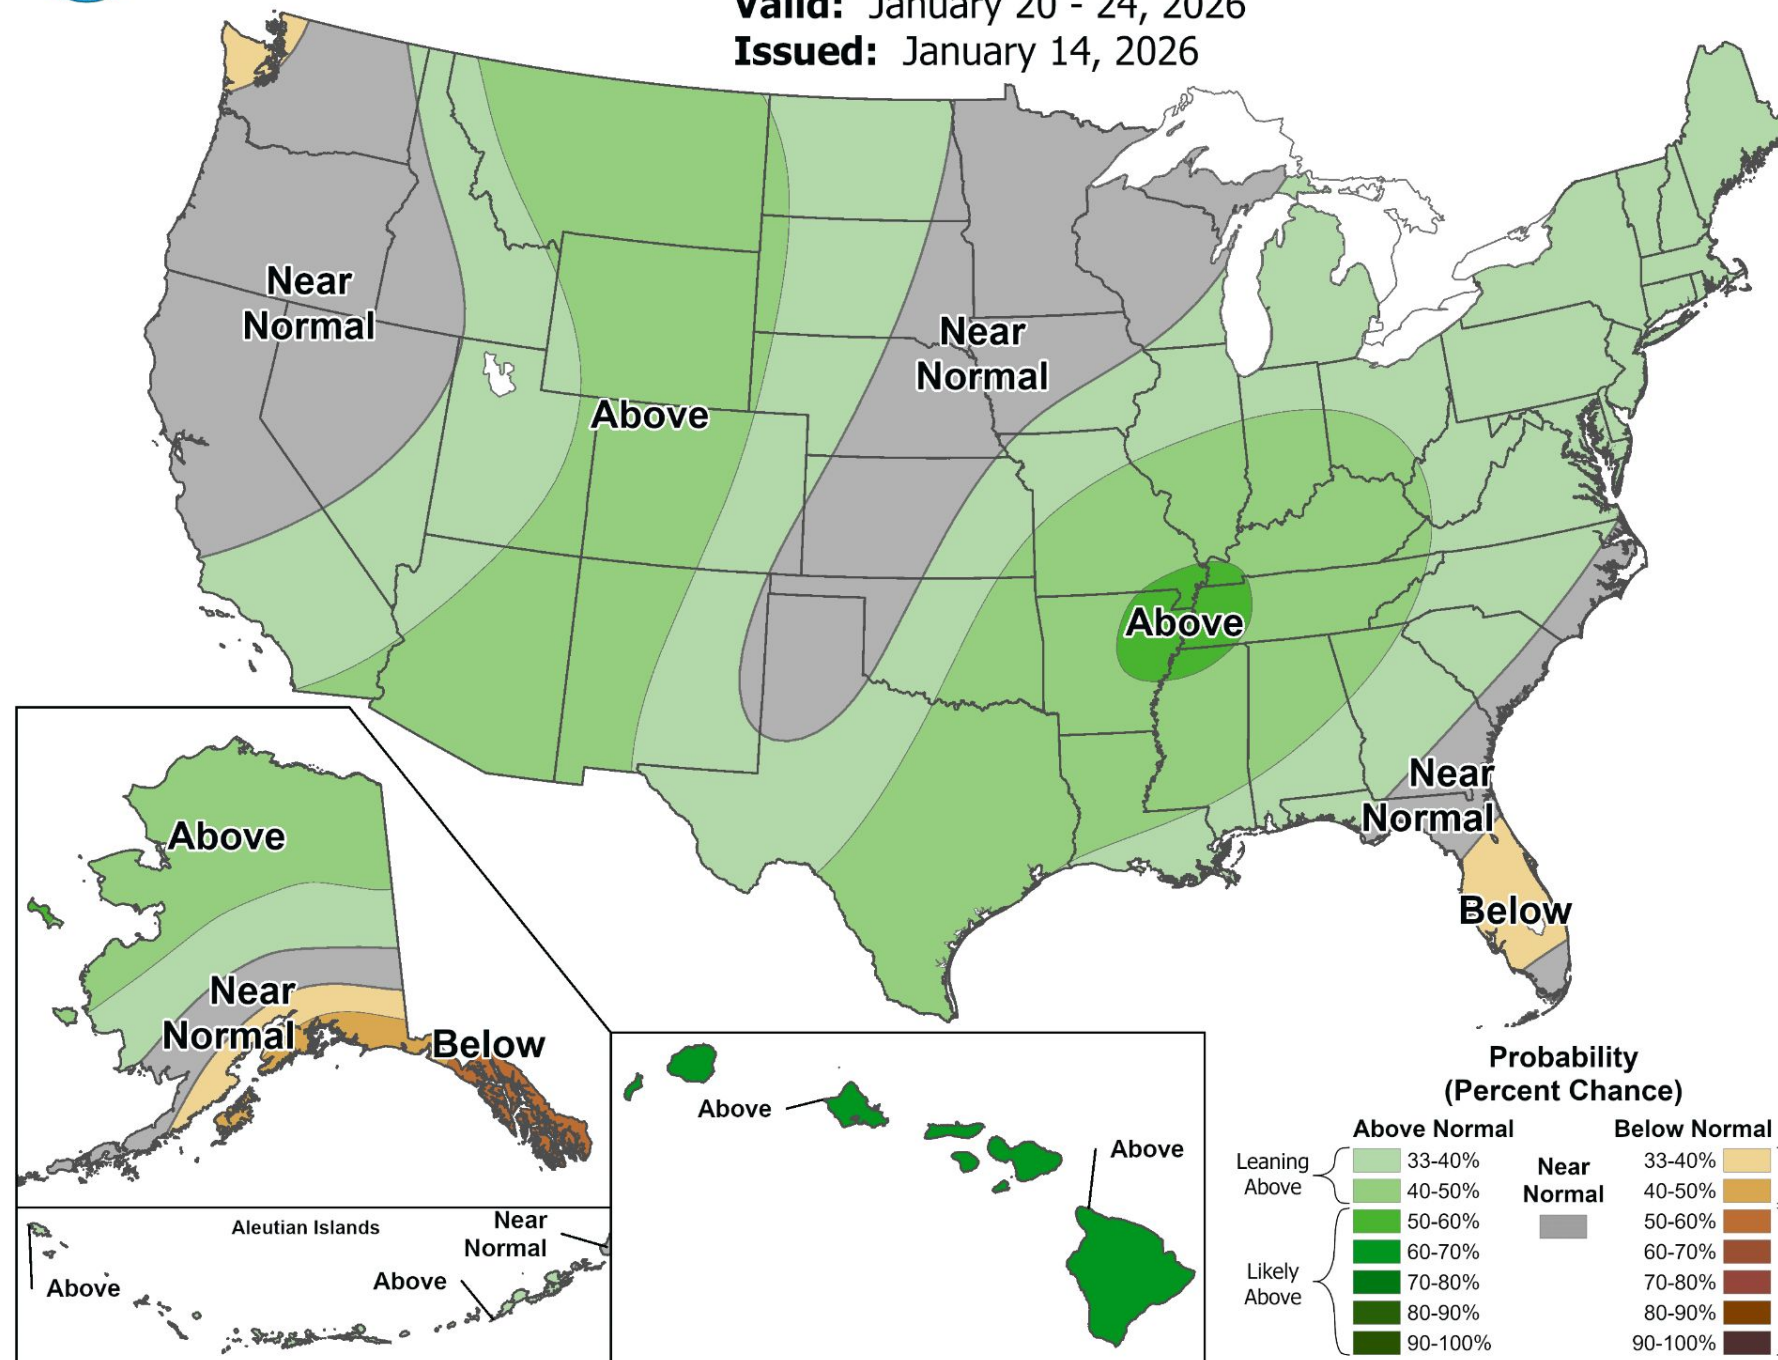 Valid: January 20 - 24, 2026
Issued: January 14, 2026
Near
Normal
Above
Near
Normal
Above
Near
Normal
Below
Above
Near
Normal
Below
Aleutian Islands
Near
Normal
Above
Above
Above
Above
Probability
(Percent Chance)
Above Normal
Below Normal
Leaning
Above
33-40%
40-50%
Likely
Above
50-60%
60-70%
70-80%
80-90%
90-100%
Near
Normal
33-40%
40-50%
50-60%
60-70%
70-80%
80-90%
90-100%